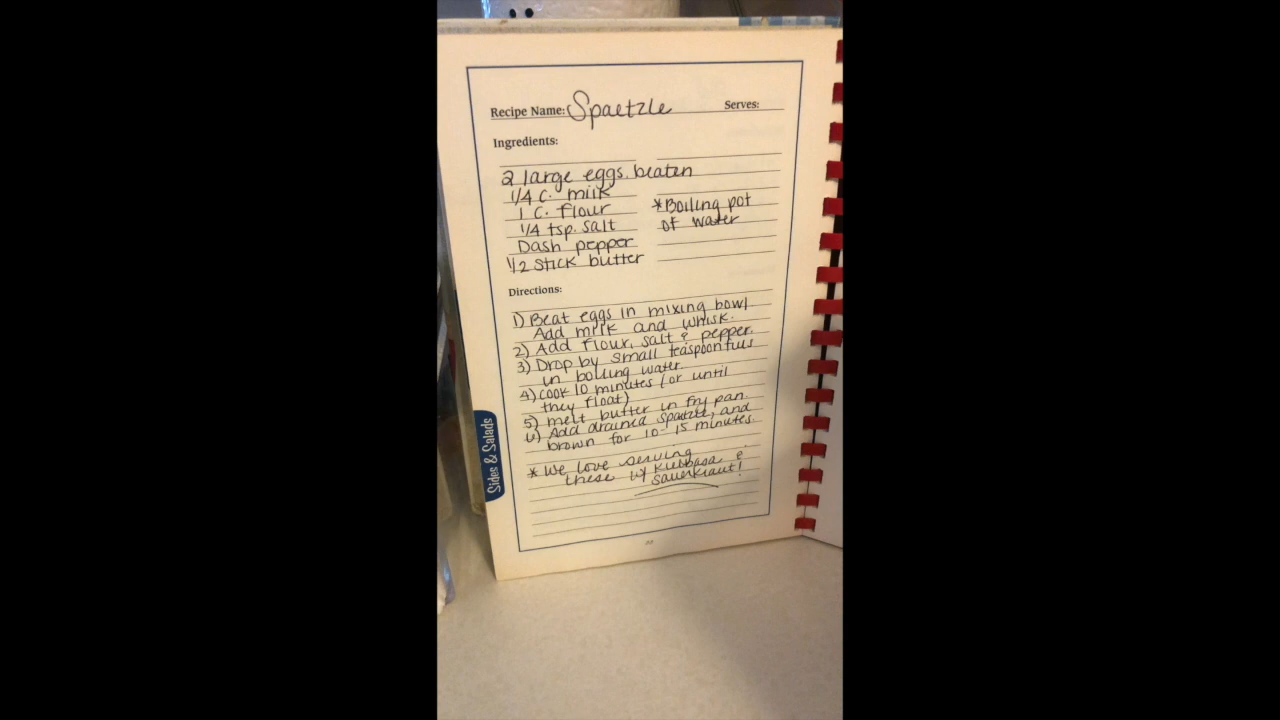 Recipe Name: Spaetzle Serves:
Ingredients:
2 large eggs. beaten
1/4 c. milk
1 c. flour
1/4 tsp. salt
Dash pepper
1/2 stick butter
*Boiling pot
of water
Directions:
1) Beat eggs in mixing bowl.
Add milk and whisk.
2) Add flour, salt & pepper.
3) Drop by small teaspoonfuls
in boiling water.
4) Cook 10 minutes (or until
they float)
5) melt butter in fry pan.
6) Add drained spaetzle, and
brown for 10-15 minutes.
* We love serving
these w/ Kielbasa &
sauerkraut!
Sides & Salads